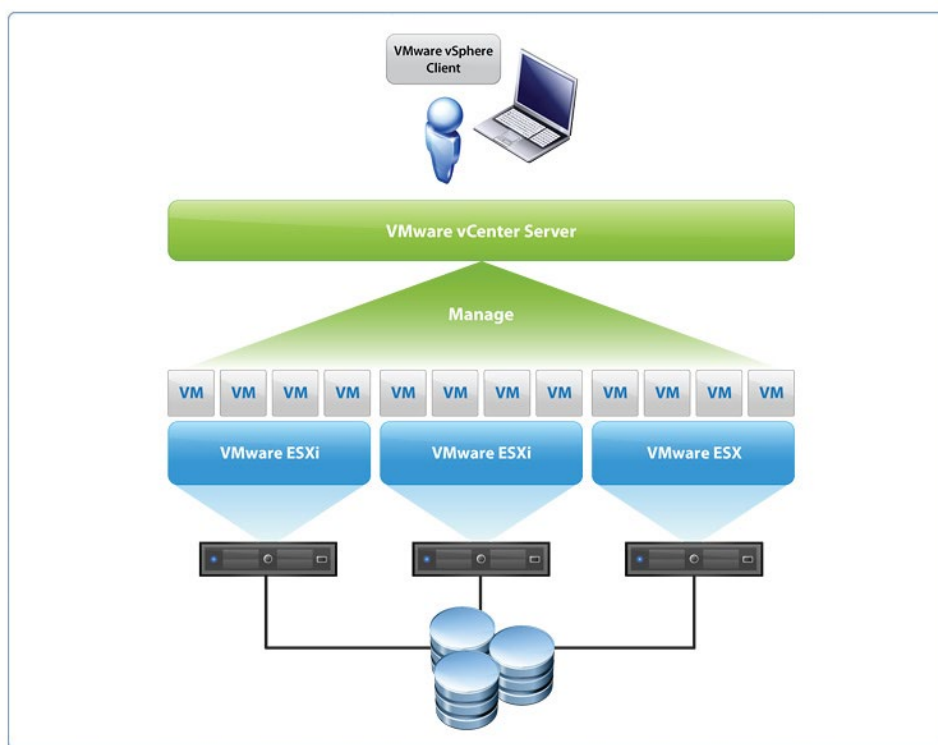 VMware vSphere
Client
VMware vCenter Server
Manage
VM VM VM VM VM VM VM VM VM VM VM VM
VMware ESXi VMware ESXi VMware ESX